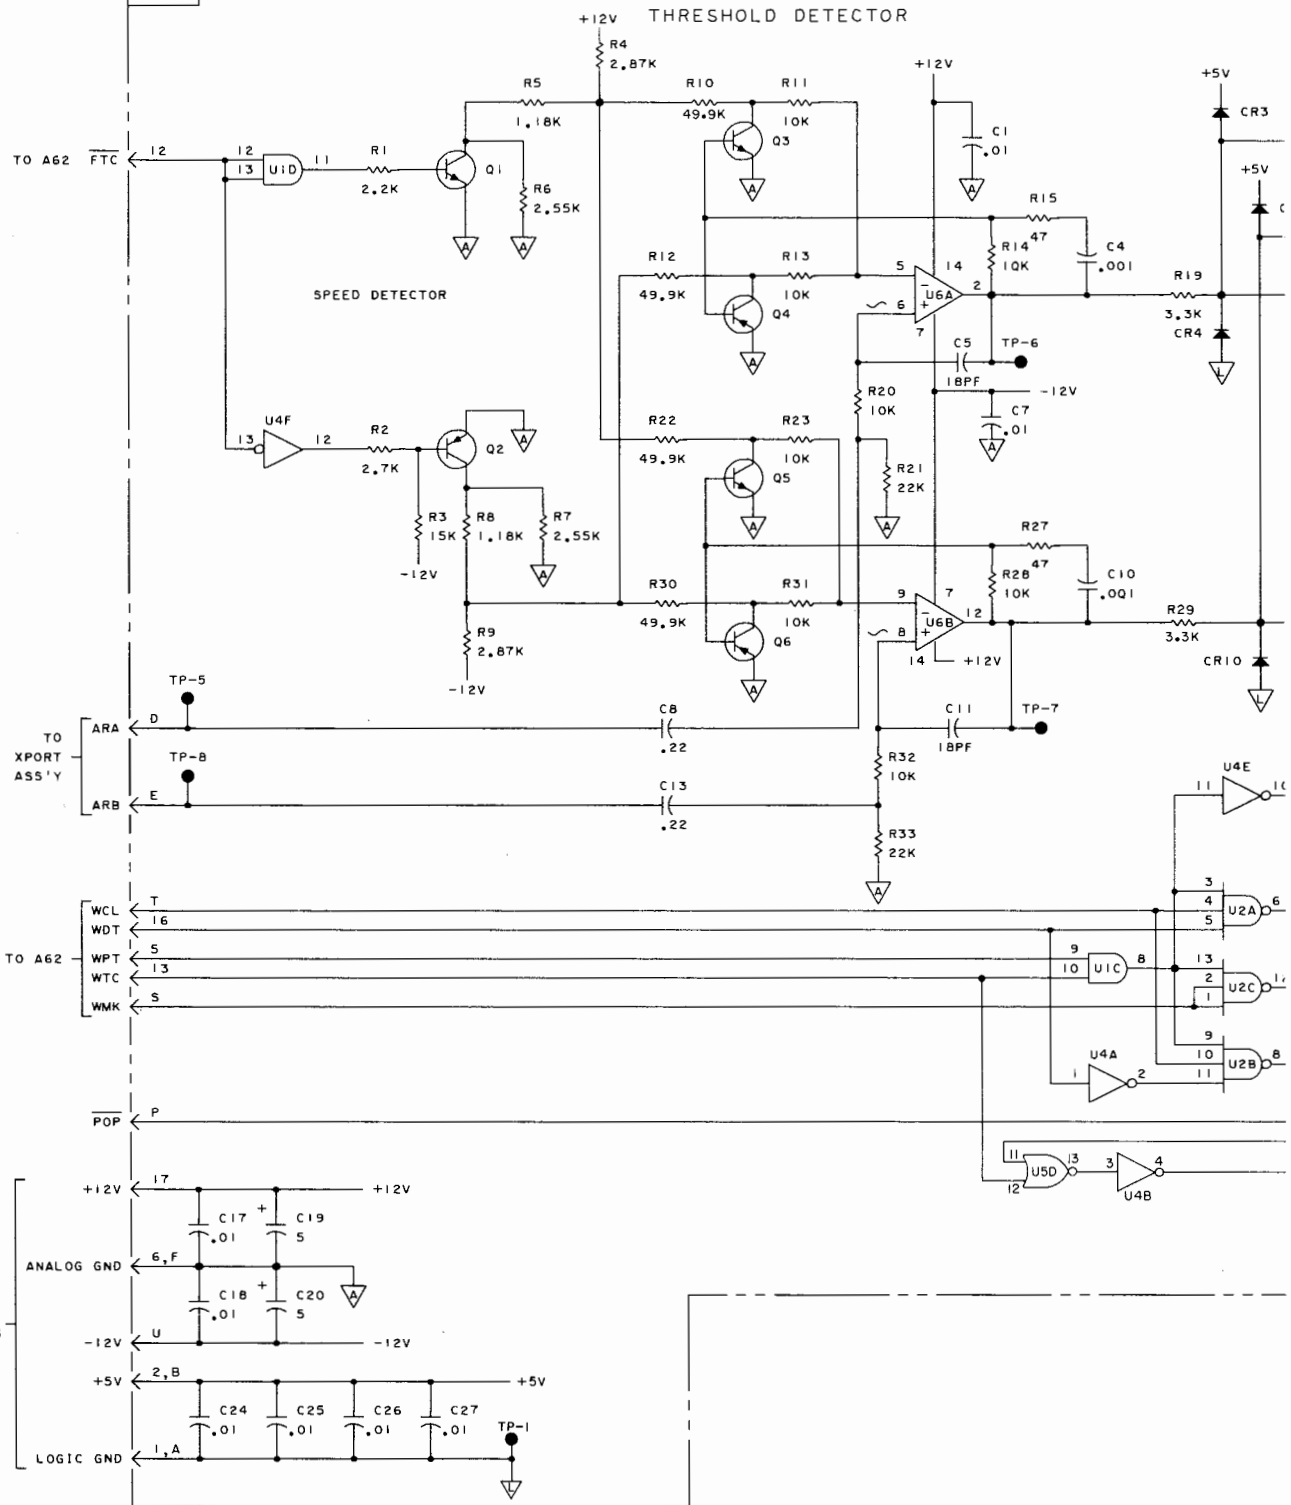 THRESHOLD DETECTOR
+12V
R4
2.87K
+12V
+5V
R5
1.18K
R10
49.9K
R11
10K
CR3
C1
.01
Q3
TO A62 FTC 12
12
13
U1D
11
R1
2.2K
Q1
R6
2.55K
A
A
A
A
+5V
R15
47
R14
10K
C4
.001
R12
49.9K
R13
10K
5
6
14
U6A
2
7
R19
3.3K
SPEED DETECTOR
Q4
A
CR4
L
C5
18PF
TP-6
R20
10K
-12V
C7
.01
A
U4F
13
12
R2
2.7K
Q2
A
R22
49.9K
R23
10K
Q5
A
R21
22K
A
R3
15K
R8
1.18K
R7
2.55K
-12V
A
R27
47
R28
10K
C10
.001
R30
49.9K
R31
10K
9
8
7
U6B
12
14
+12V
R29
3.3K
Q6
A
R9
2.87K
-12V
CR10
L
TP-5
TO
XPORT
ASS'Y
ARA D
C8
.22
C11
18PF
TP-7
TP-8
R32
10K
ARB E
C13
.22
R33
22K
A
U4E
11
TO A62
WCL T
WDT 16
WPT 5
WTC 13
WMK S
3
4
5
U2A
6
9
10
U1C
8
13
2
1
U2C
9
10
11
U2B
8
U4A
1
2
POP P
11
12
U5D
13
3
4
U4B
+12V 17
+12V
C17
.01
+
C19
5
ANALOG GND 6,F
A
C18
.01
+
C20
5
-12V U
-12V
+5V 2,B
+5V
C24
.01
C25
.01
C26
.01
C27
.01
TP-1
LOGIC GND 1,A
L